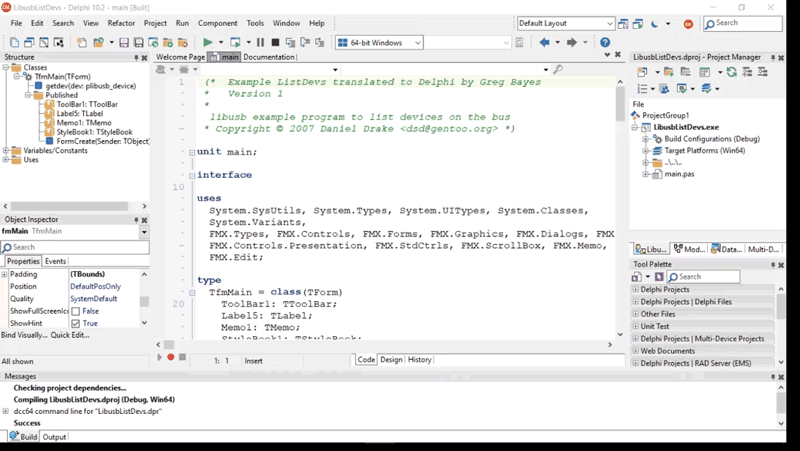 LibusbListDevs - Delphi 10.2 - main [Built]
Default Layout
Search
File Edit Search View Refactor Project Run Component Tools Window Help
64-bit Windows
Structure
Classes
TfmMain(TForm)
getdev(dev: plibusb_device)
Published
ToolBar1: TToolBar
Label5: TLabel
Memo1: TMemo
StyleBook1: TStyleBook
FormCreate(Sender: TObject)
Variables/Constants
Uses
Object Inspector
fmMain TfmMain
Search
Properties Events
Padding (TBounds)
Position DefaultPosOnly
Quality SystemDefault
ShowFullScreenIc False
ShowHint True
Bind Visually... Quick Edit...
All shown
Welcome Page main Documentation
1
(* Example ListDevs translated to Delphi by Greg Bayes
* Version 1
*
libusb example program to list devices on the bus
* Copyright © 2007 Daniel Drake <dsd@gentoo.org> *)
unit main;
interface
10
uses
System.SysUtils, System.Types, System.UITypes, System.Classes,
System.Variants,
FMX.Types, FMX.Controls, FMX.Forms, FMX.Graphics, FMX.Dialogs, FMX
FMX.Controls.Presentation, FMX.StdCtrls, FMX.ScrollBox, FMX.Memo,
FMX.Edit;
type
TfmMain = class(TForm)
20 ToolBar1: TToolBar;
Label5: TLabel;
Memo1: TMemo;
StyleBook1: TStyleBook;
1: 1 Insert
Code Design History
LibusbListDevs.dproj - Project Manager
File
ProjectGroup1
LibusbListDevs.exe
Build Configurations (Debug)
Target Platforms (Win64)
..\..\
main.pas
Libu... Mod... Data... Multi-D...
Tool Palette
Search
Delphi Projects
Delphi Projects | Delphi Files
Other Files
Unit Test
Delphi Projects | Multi-Device Projects
Web Documents
Delphi Projects | RAD Server (EMS)
Messages
Checking project dependencies...
Compiling LibusbListDevs.dproj (Debug, Win64)
dcc64 command line for "LibusbListDevs.dpr"
Success
Build Output